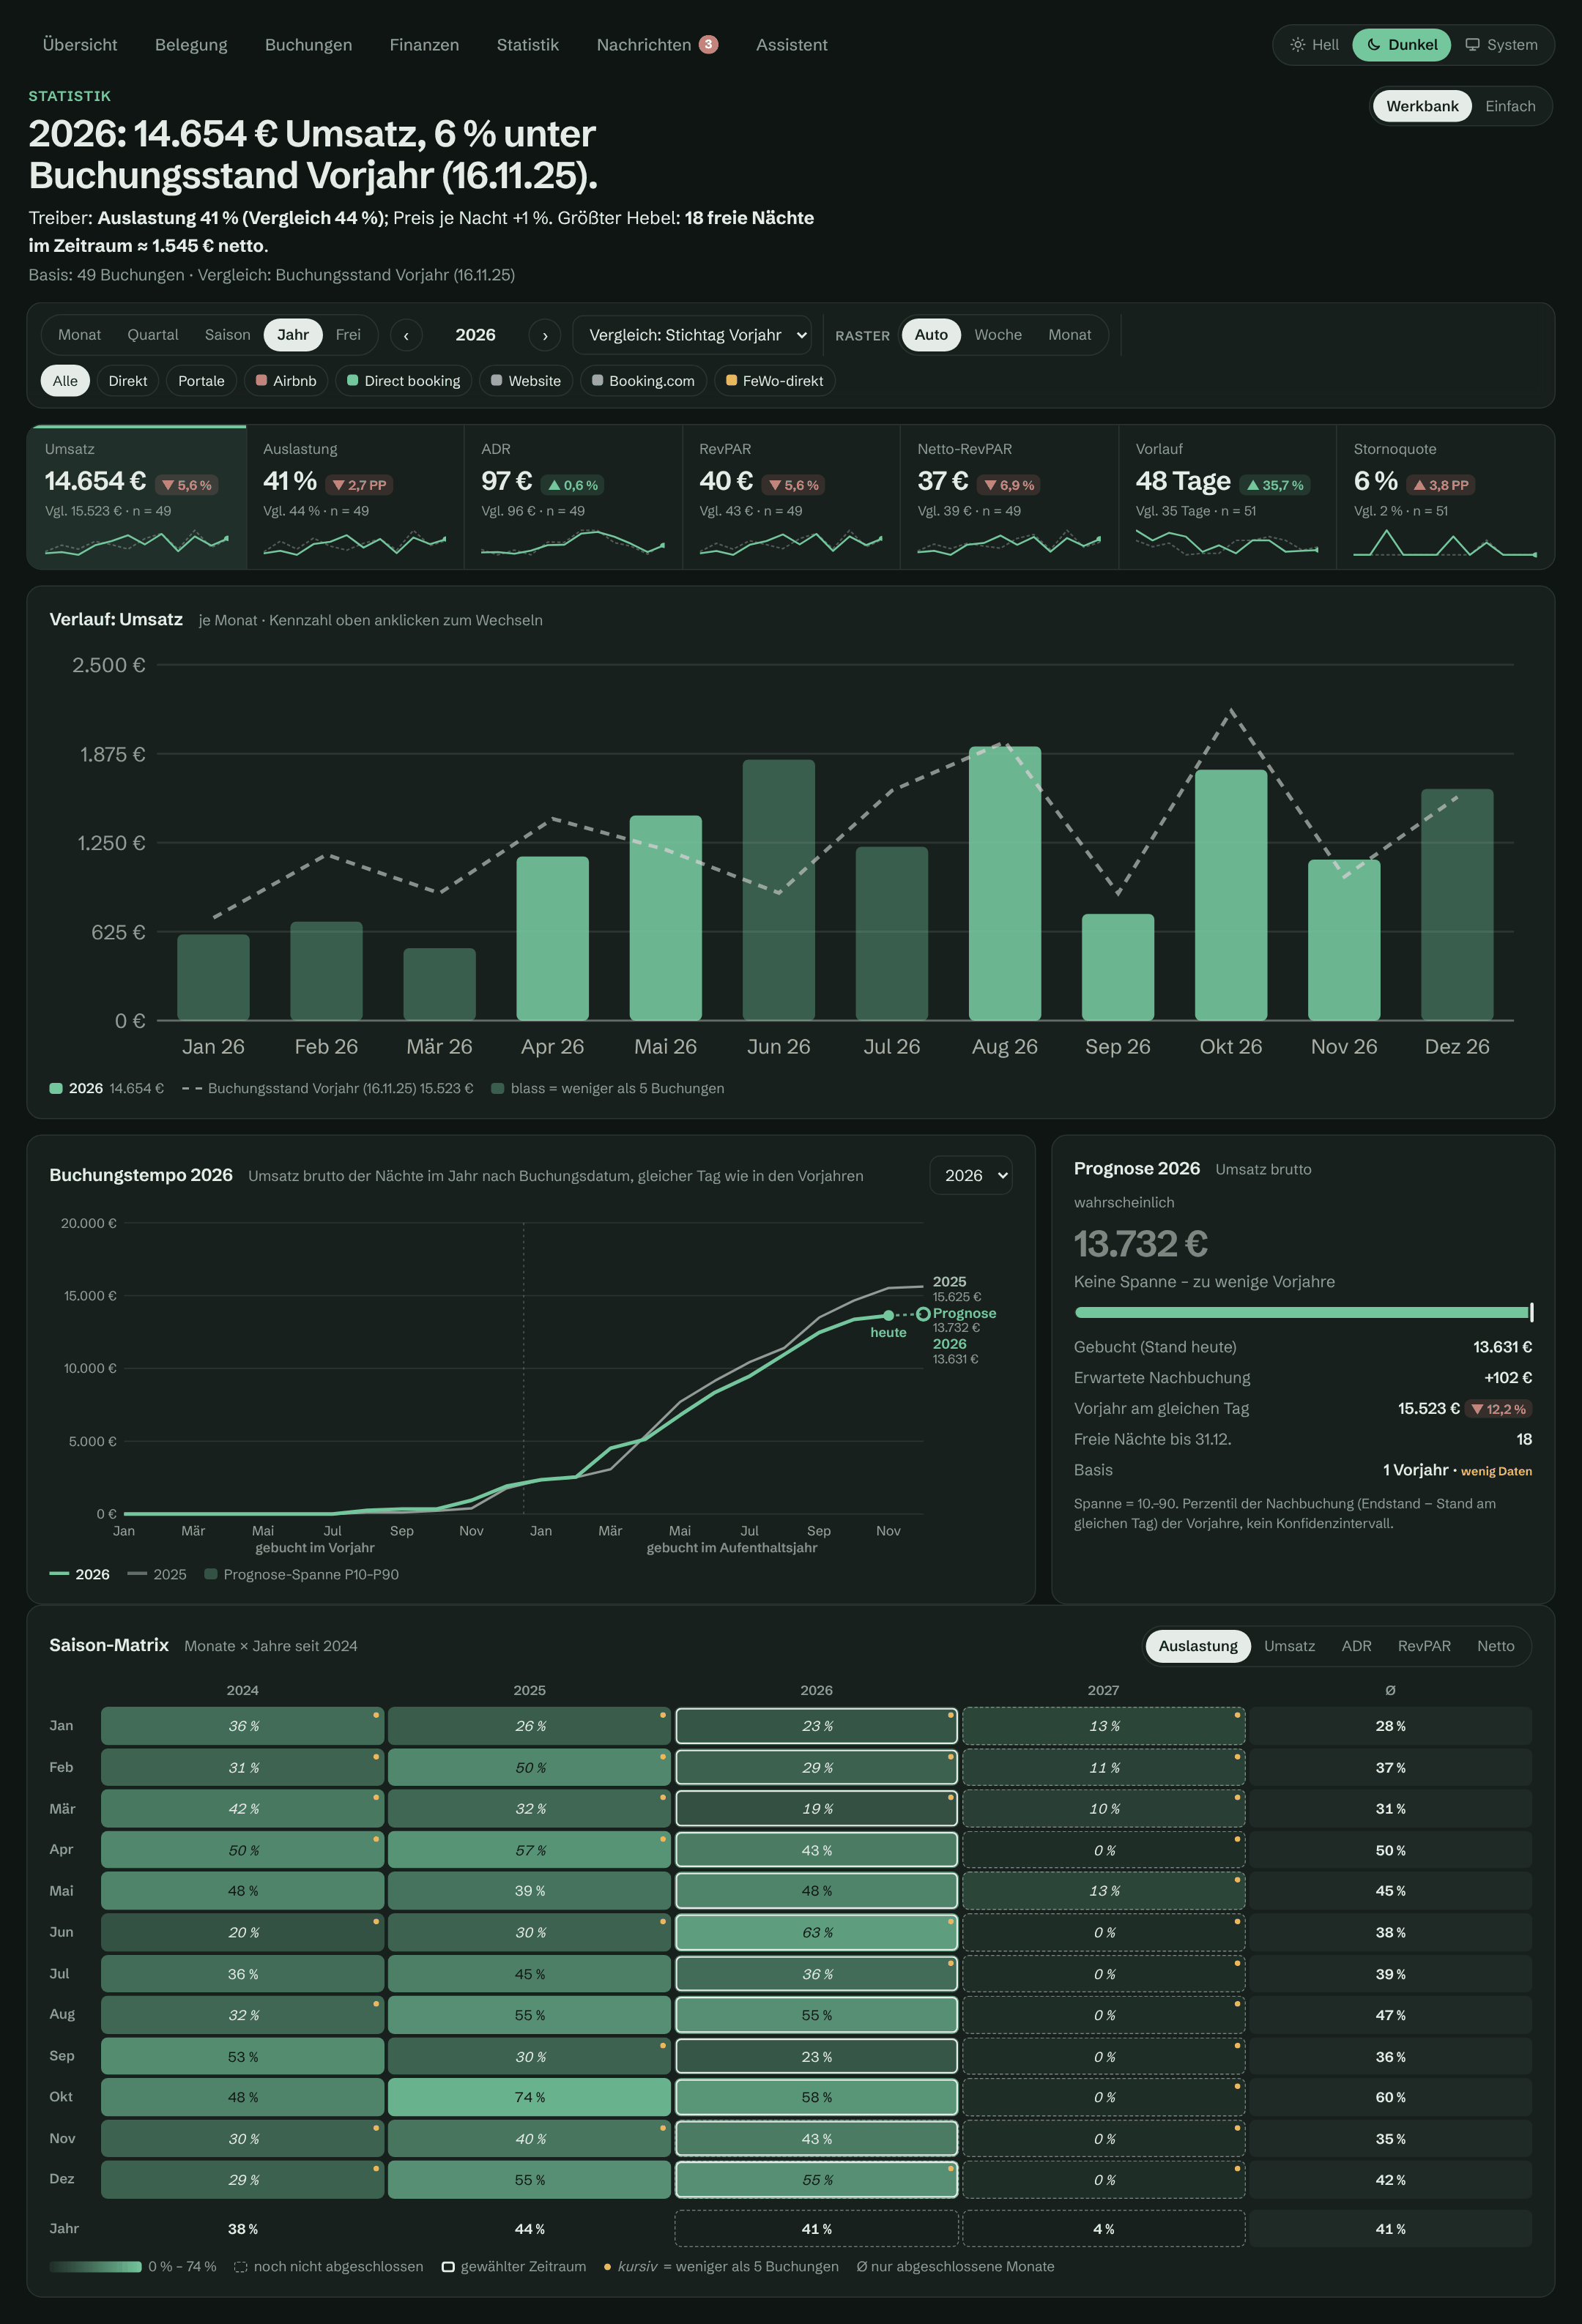 Übersicht Belegung Buchungen Finanzen Statistik Nachrichten 3 Assistent Hell Dunkel System
STATISTIK
Werkbank Einfach
2026: 14.654 € Umsatz, 6 % unter
Buchungsstand Vorjahr (16.11.25).
Treiber: Auslastung 41 % (Vergleich 44 %); Preis je Nacht +1 %. Größter Hebel: 18 freie Nächte
im Zeitraum ≈ 1.545 € netto.
Basis: 49 Buchungen · Vergleich: Buchungsstand Vorjahr (16.11.25)
Monat Quartal Saison Jahr Frei ‹ 2026 › Vergleich: Stichtag Vorjahr RASTER Auto Woche Monat
Alle Direkt Portale Airbnb Direct booking Website Booking.com FeWo-direkt
Umsatz Auslastung ADR RevPAR Netto-RevPAR Vorlauf Stornoquote
14.654 € ▼ 5,6 % 41 % ▼ 2,7 PP 97 € ▲ 0,6 % 40 € ▼ 5,6 % 37 € ▼ 6,9 % 48 Tage ▲ 35,7 % 6 % ▲ 3,8 PP
Vgl. 15.523 € · n = 49 Vgl. 44 % · n = 49 Vgl. 96 € · n = 49 Vgl. 43 € · n = 49 Vgl. 39 € · n = 49 Vgl. 35 Tage · n = 51 Vgl. 2 % · n = 51
Verlauf: Umsatz je Monat · Kennzahl oben anklicken zum Wechseln
2.500 €
1.875 €
1.250 €
625 €
0 €
Jan 26 Feb 26 Mär 26 Apr 26 Mai 26 Jun 26 Jul 26 Aug 26 Sep 26 Okt 26 Nov 26 Dez 26
2026 14.654 € Buchungsstand Vorjahr (16.11.25) 15.523 € blass = weniger als 5 Buchungen
Buchungstempo 2026 Umsatz brutto der Nächte im Jahr nach Buchungsdatum, gleicher Tag wie in den Vorjahren 2026
20.000 €
15.000 €
10.000 €
5.000 €
0 €
2025
15.625 €
Prognose
13.732 €
heute
2026
13.631 €
Jan Mär Mai Jul Sep Nov Jan Mär Mai Jul Sep Nov
gebucht im Vorjahr gebucht im Aufenthaltsjahr
2026 2025 Prognose-Spanne P10–P90
Prognose 2026 Umsatz brutto
wahrscheinlich
13.732 €
Keine Spanne – zu wenige Vorjahre
Gebucht (Stand heute) 13.631 €
Erwartete Nachbuchung +102 €
Vorjahr am gleichen Tag 15.523 € ▼ 12,2 %
Freie Nächte bis 31.12. 18
Basis 1 Vorjahr · wenig Daten
Spanne = 10.–90. Perzentil der Nachbuchung (Endstand – Stand am
gleichen Tag) der Vorjahre, kein Konfidenzintervall.
Saison-Matrix Monate × Jahre seit 2024 Auslastung Umsatz ADR RevPAR Netto
2024 2025 2026 2027 Ø
Jan 36 % 26 % 23 % 13 % 28 %
Feb 31 % 50 % 29 % 11 % 37 %
Mär 42 % 32 % 19 % 10 % 31 %
Apr 50 % 57 % 43 % 0 % 50 %
Mai 48 % 39 % 48 % 13 % 45 %
Jun 20 % 30 % 63 % 0 % 38 %
Jul 36 % 45 % 36 % 0 % 39 %
Aug 32 % 55 % 55 % 0 % 47 %
Sep 53 % 30 % 23 % 0 % 36 %
Okt 48 % 74 % 58 % 0 % 60 %
Nov 30 % 40 % 43 % 0 % 35 %
Dez 29 % 55 % 55 % 0 % 42 %
Jahr 38 % 44 % 41 % 4 % 41 %
0 % – 74 % noch nicht abgeschlossen gewählter Zeitraum kursiv = weniger als 5 Buchungen Ø nur abgeschlossene Monate